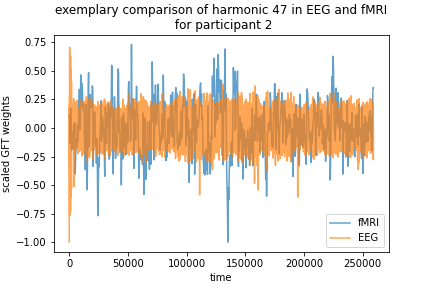 exemplary comparison of harmonic 47 in EEG and fMRI
for participant 2
scaled GFT weights
0.75
0.50
0.25
0.00
−0.25
−0.50
−0.75
−1.00
fMRI
EEG
0
50000
100000
150000
200000
250000
time